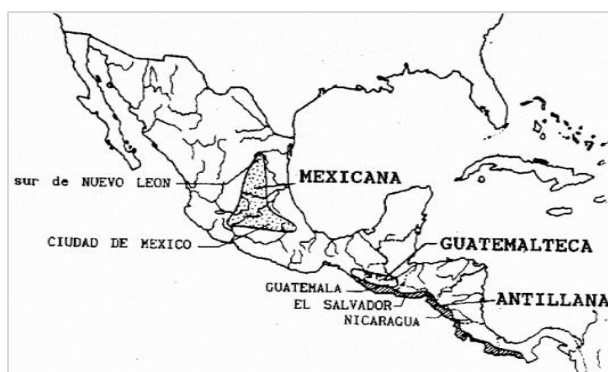 sur de NUEVO LEON
MEXICANA
CIUDAD DE MEXICO
GUATEMALTECA
GUATEMALA
EL SALVADOR
ANTILLANA
NICARAGUA